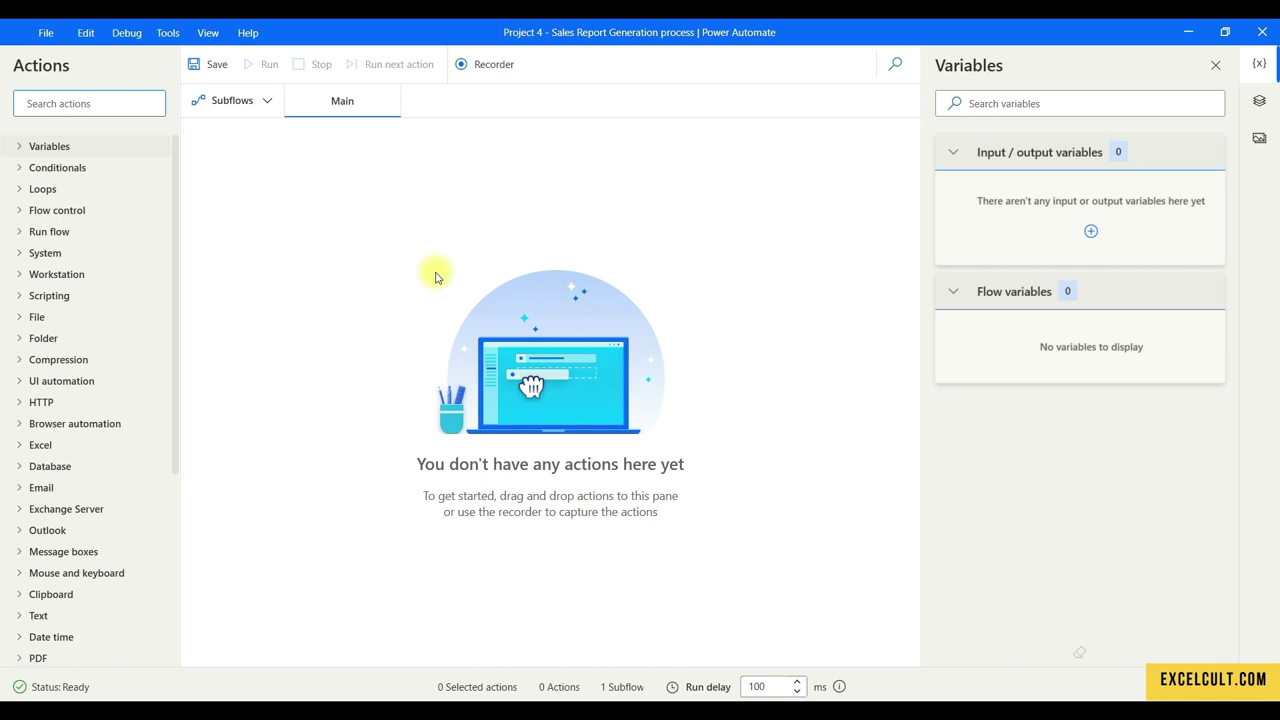 File Edit Debug Tools View Help
Project 4 - Sales Report Generation process | Power Automate
Actions
Search actions
Variables
Conditionals
Loops
Flow control
Run flow
System
Workstation
Scripting
File
Folder
Compression
UI automation
HTTP
Browser automation
Excel
Database
Email
Exchange Server
Outlook
Message boxes
Mouse and keyboard
Clipboard
Text
Date time
PDF
Save Run Stop Run next action Recorder
Subflows Main
You don't have any actions here yet
To get started, drag and drop actions to this pane
or use the recorder to capture the actions
Variables
{x}
Search variables
Input / output variables 0
There aren't any input or output variables here yet
Flow variables 0
No variables to display
Status: Ready 0 Selected actions 0 Actions 1 Subflow Run delay 100 ms
EXCELCULT.COM